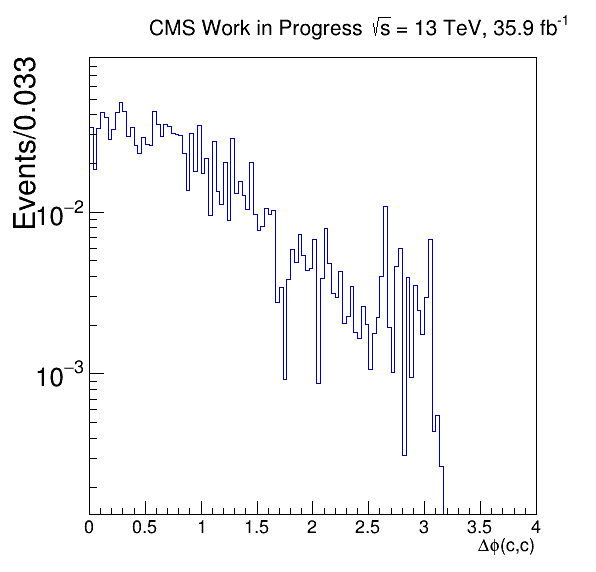 CMS Work in Progress √s = 13 TeV, 35.9 fb⁻¹
Events/0.033
10⁻²
10⁻³
0 0.5 1 1.5 2 2.5 3 3.5 4
Δϕ(c,c)